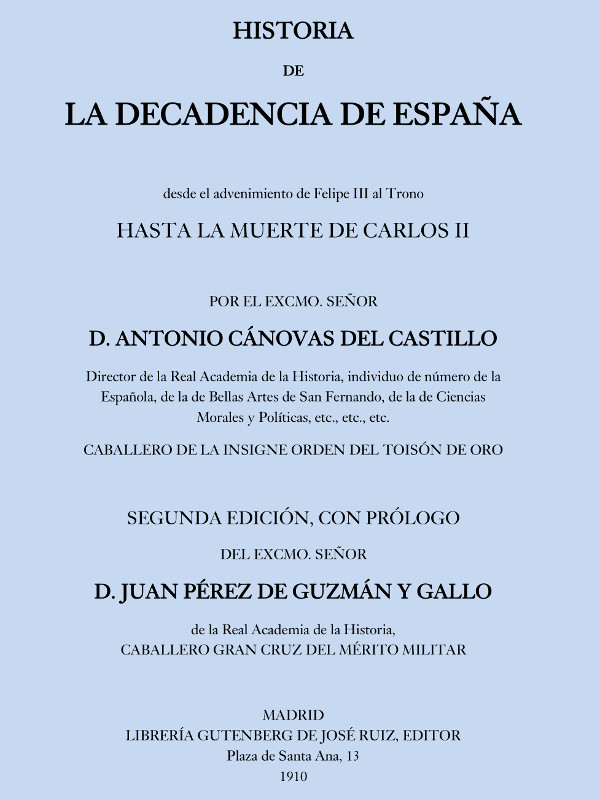 HISTORIA
DE
LA DECADENCIA DE ESPAÑA
desde el advenimiento de Felipe III al Trono
HASTA LA MUERTE DE CARLOS II
POR EL EXCMO. SEÑOR
D. ANTONIO CÁNOVAS DEL CASTILLO
Director de la Real Academia de la Historia, individuo de número de la
Española, de la de Bellas Artes de San Fernando, de la de Ciencias
Morales y Políticas, etc., etc., etc.
CABALLERO DE LA INSIGNE ORDEN DEL TOISÓN DE ORO
SEGUNDA EDICIÓN, CON PRÓLOGO
DEL EXCMO. SEÑOR
D. JUAN PÉREZ DE GUZMÁN Y GALLO
de la Real Academia de la Historia,
CABALLERO GRAN CRUZ DEL MÉRITO MILITAR
MADRID
LIBRERÍA GUTENBERG DE JOSÉ RUIZ, EDITOR
Plaza de Santa Ana, 13
1910